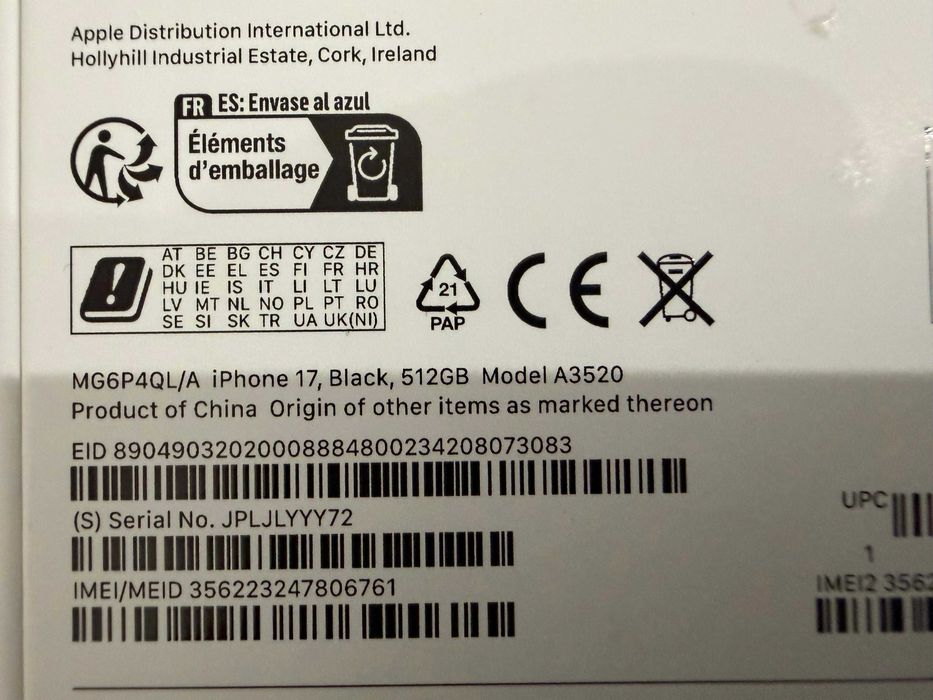 Apple Distribution International Ltd.
Hollyhill Industrial Estate, Cork, Ireland
FR ES: Envase al azul
Éléments
d'emballage
AT BE BG CH CY CZ DE
DK EE EL ES FI FR HR
HU IE IS IT LI LT LU
LV MT NL NO PL PT RO
SE SI SK TR UA UK(NI)
21
PAP
CE
MG6P4QL/A iPhone 17, Black, 512GB Model A3520
Product of China Origin of other items as marked thereon
EID 89049032020008884800234208073083
(S) Serial No. JPLJLYYY72
UPC
1
IMEI/MEID 356223247806761
IMEI2 3562